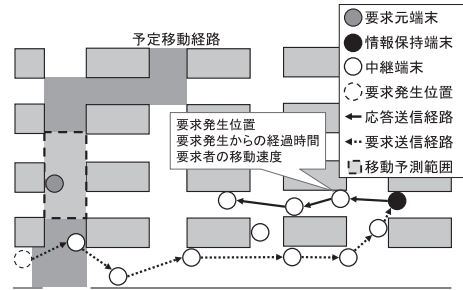 予定移動経路
要求発生位置
要求発生からの経過時間
要求者の移動速度
要求元端末
情報保持端末
中継端末
要求発生位置
応答送信経路
要求送信経路
移動予測範囲